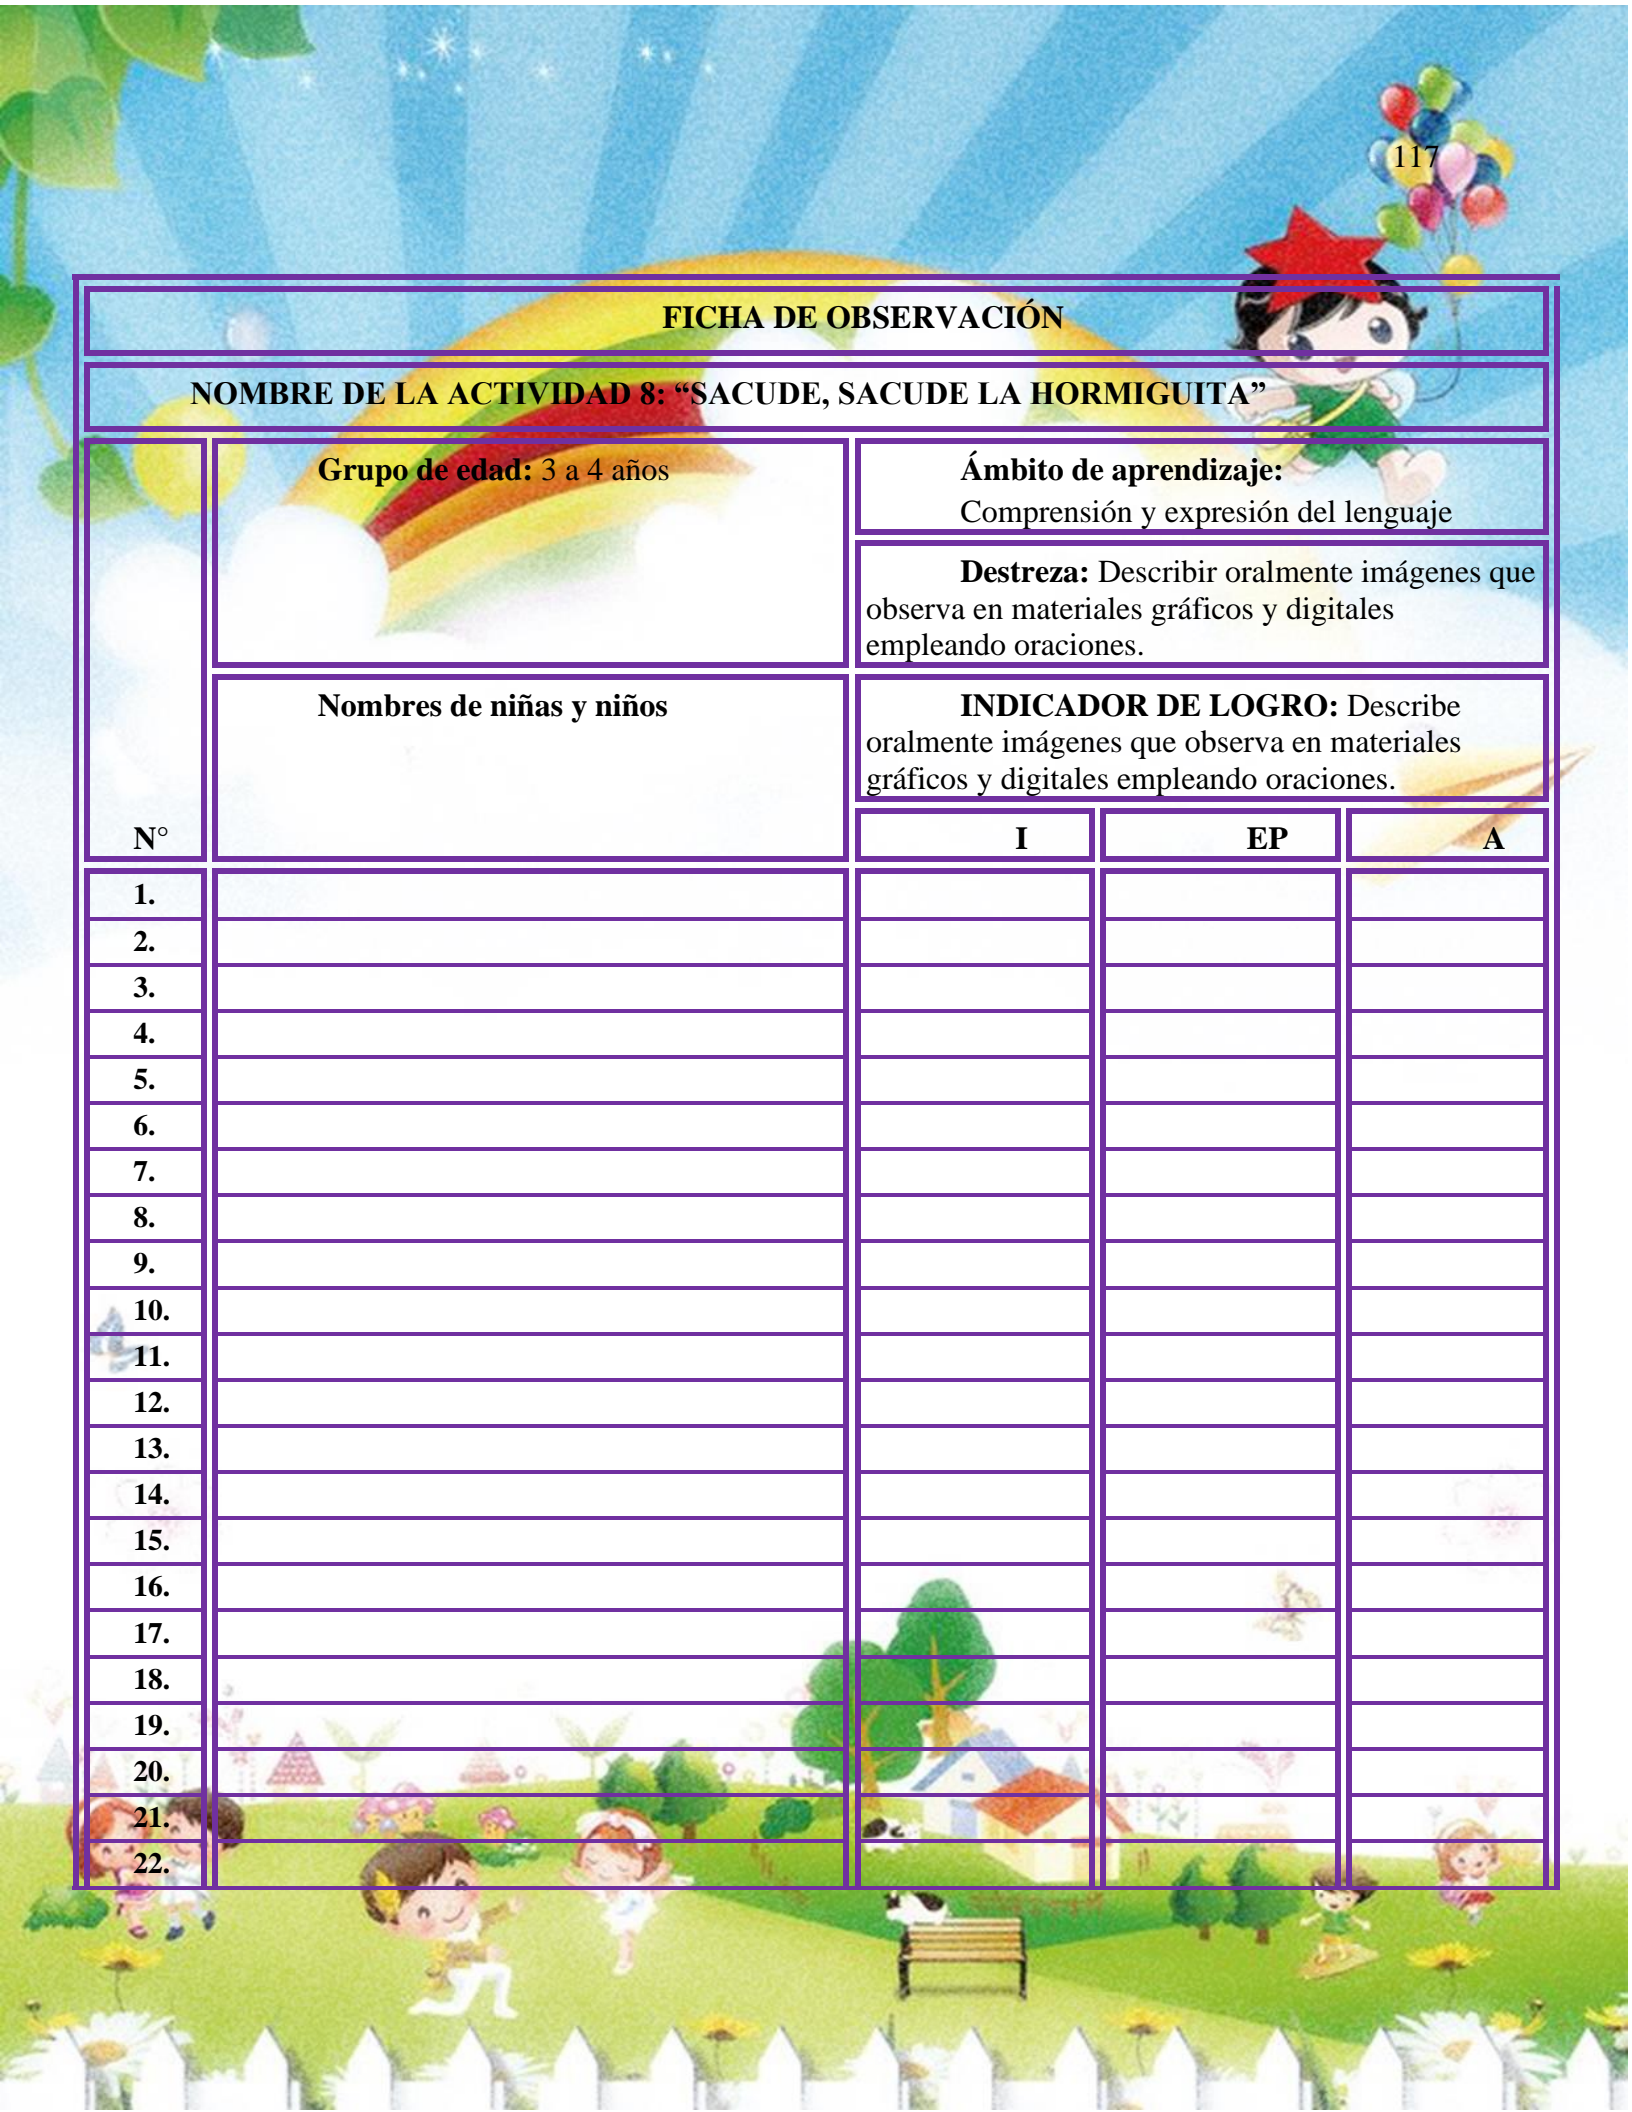 117
FICHA DE OBSERVACIÓN
NOMBRE DE LA ACTIVIDAD 8: “SACUDE, SACUDE LA HORMIGUITA”
Grupo de edad: 3 a 4 años
Ámbito de aprendizaje:
Comprensión y expresión del lenguaje
Destreza: Describir oralmente imágenes que
observa en materiales gráficos y digitales
empleando oraciones.
Nombres de niñas y niños
INDICADOR DE LOGRO: Describe
oralmente imágenes que observa en materiales
gráficos y digitales empleando oraciones.
N°
I
EP
A
1.
2.
3.
4.
5.
6.
7.
8.
9.
10.
11.
12.
13.
14.
15.
16.
17.
18.
19.
20.
21.
22.